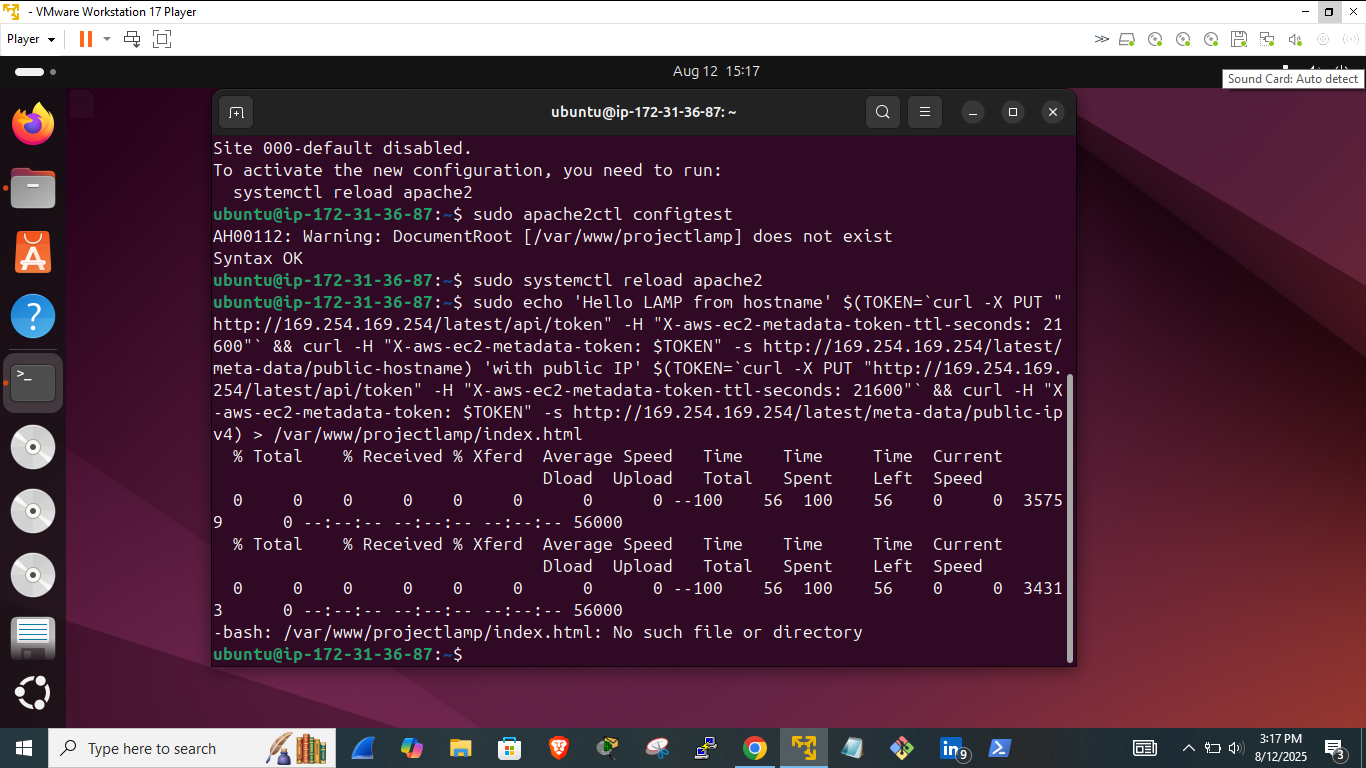 - VMware Workstation 17 Player
Player
Aug 12 15:17
Sound Card: Auto detect
ubuntu@ip-172-31-36-87: ~
Site 000-default disabled.
To activate the new configuration, you need to run:
  systemctl reload apache2
ubuntu@ip-172-31-36-87:~$ sudo apache2ctl configtest
AH00112: Warning: DocumentRoot [/var/www/projectlamp] does not exist
Syntax OK
ubuntu@ip-172-31-36-87:~$ sudo systemctl reload apache2
ubuntu@ip-172-31-36-87:~$ sudo echo 'Hello LAMP from hostname' $(TOKEN=`curl -X PUT "
http://169.254.169.254/latest/api/token" -H "X-aws-ec2-metadata-token-ttl-seconds: 21
600"` && curl -H "X-aws-ec2-metadata-token: $TOKEN" -s http://169.254.169.254/latest/
meta-data/public-hostname) 'with public IP' $(TOKEN=`curl -X PUT "http://169.254.169.
254/latest/api/token" -H "X-aws-ec2-metadata-token-ttl-seconds: 21600"` && curl -H "X
-aws-ec2-metadata-token: $TOKEN" -s http://169.254.169.254/latest/meta-data/public-ip
v4) > /var/www/projectlamp/index.html
  % Total    % Received % Xferd  Average Speed   Time    Time     Time  Current
                                 Dload  Upload   Total   Spent    Left  Speed
  0     0    0     0    0     0      0      0 --100    56  100    56    0     0  3575
9      0 --:--:-- --:--:-- --:--:-- 56000
  % Total    % Received % Xferd  Average Speed   Time    Time     Time  Current
                                 Dload  Upload   Total   Spent    Left  Speed
  0     0    0     0    0     0      0      0 --100    56  100    56    0     0  3431
3      0 --:--:-- --:--:-- --:--:-- 56000
-bash: /var/www/projectlamp/index.html: No such file or directory
ubuntu@ip-172-31-36-87:~$
Type here to search
9
3:17 PM
8/12/2025
3